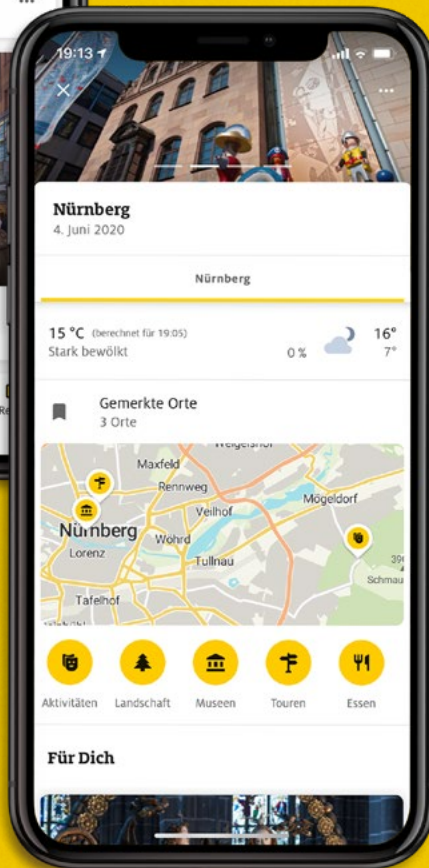 19:13
Nürnberg
4. Juni 2020
Nürnberg
15 °C (berechnet für 19:05)
Stark bewölkt
0 %
16°
7°
Gemerkte Orte
3 Orte
Maxfeld
Rennweg
Mögeldorf
Veilhof
Nürnberg
Wöhrd
Lorenz
Tullnau
Schmau
Tafelhof
Aktivitäten
Landschaft
Museen
Touren
Essen
Für Dich